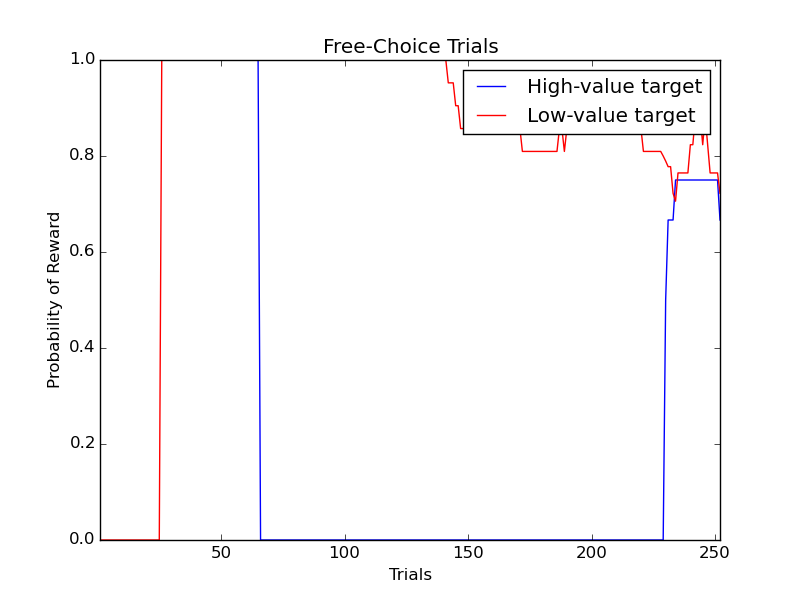 Free-Choice Trials
High-value target
Low-value target
Probability of Reward
1.0
0.8
0.6
0.4
0.2
0.0
50
100
150
200
250
Trials